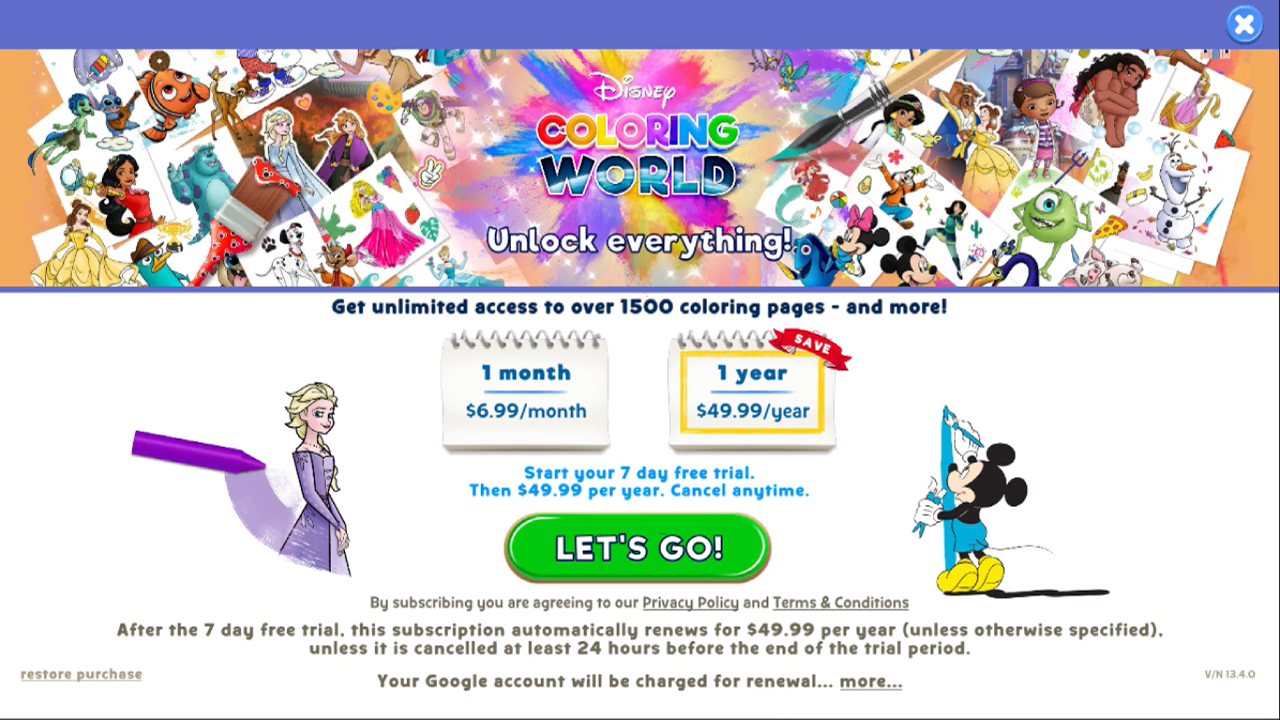 Disney
COLORING
WORLD
Unlock everything!
Get unlimited access to over 1500 coloring pages - and more!
SAVE
1 month
$6.99/month
1 year
$49.99/year
Start your 7 day free trial.
Then $49.99 per year. Cancel anytime.
LET'S GO!
By subscribing you are agreeing to our Privacy Policy and Terms & Conditions
After the 7 day free trial, this subscription automatically renews for $49.99 per year (unless otherwise specified),
unless it is cancelled at least 24 hours before the end of the trial period.
restore purchase
Your Google account will be charged for renewal... more...
V/N 13.4.0